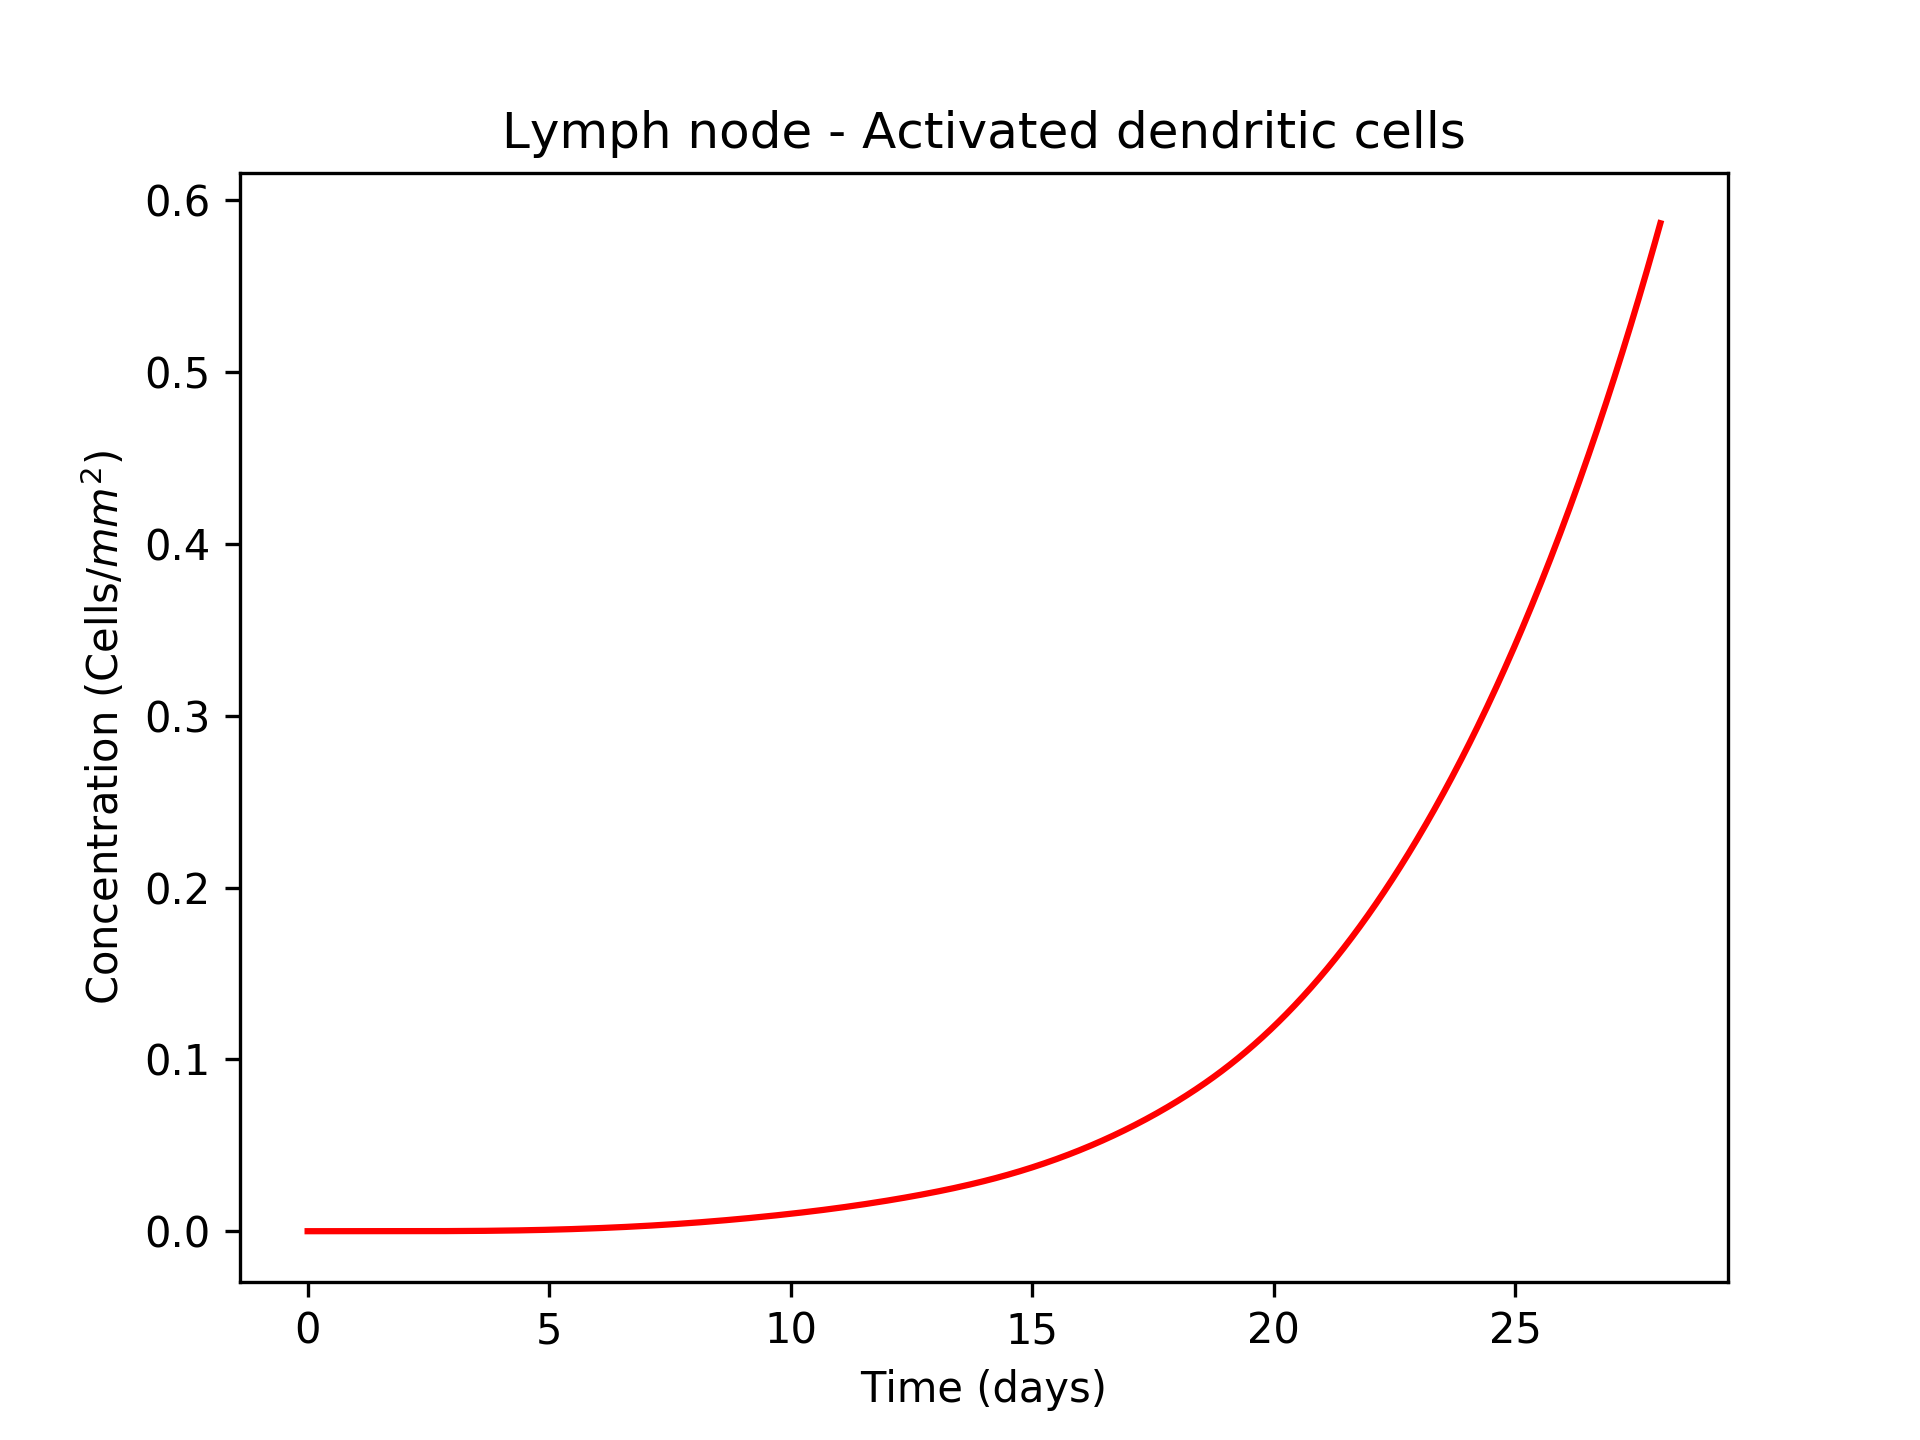 Lymph node - Activated dendritic cells
Concentration (Cells/mm²)
0.6
0.5
0.4
0.3
0.2
0.1
0.0
0 5 10 15 20 25
Time (days)